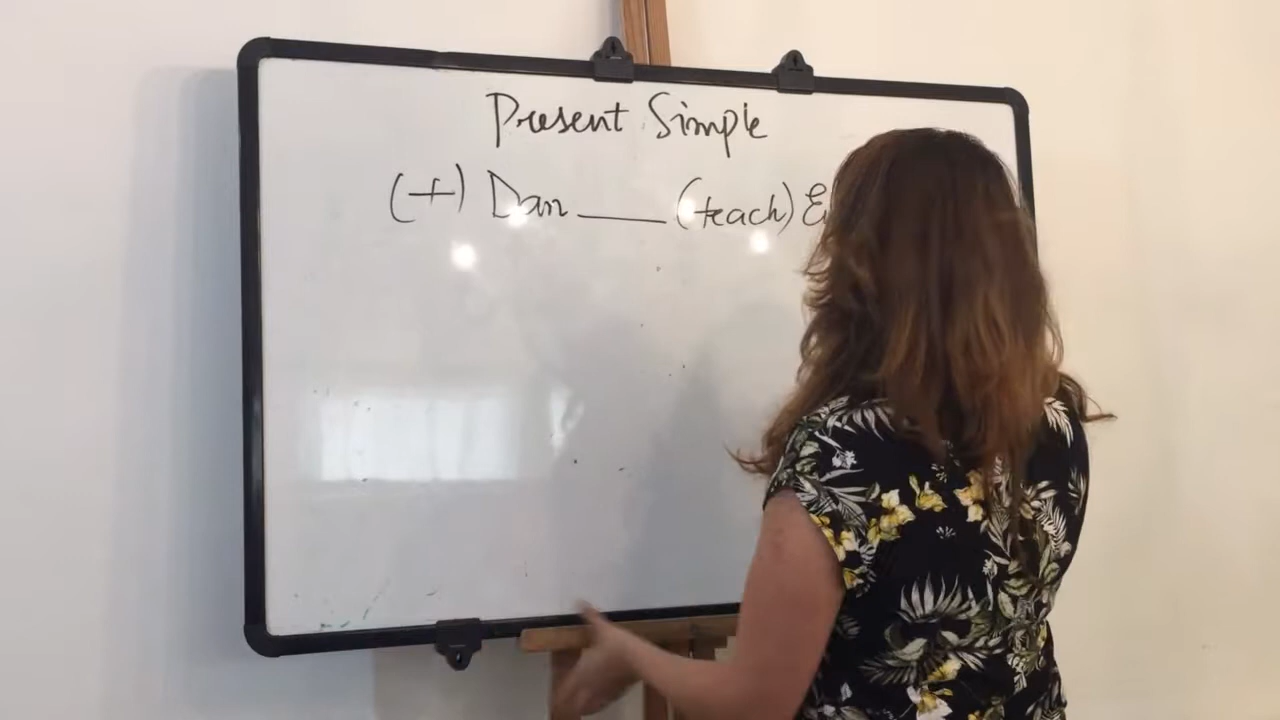 Present Simple
(+) Dan ____ (teach)